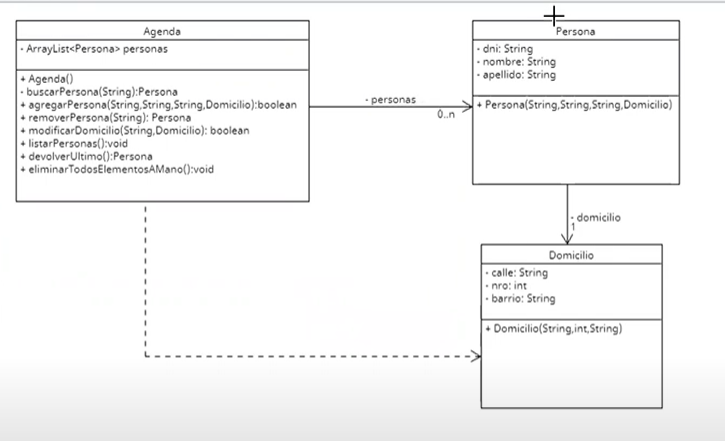 Agenda
- ArrayList<Persona> personas
+ Agenda()
- buscarPersona(String):Persona
+ agregarPersona(String,String,String,Domicilio):boolean
+ removerPersona(String): Persona
+ modificarDomicilio(String,Domicilio): boolean
+ listarPersonas():void
+ devolverUltimo():Persona
+ eliminarTodosElementosAMano():void
- personas
0..n
Persona
- dni: String
- nombre: String
- apellido: String
+ Persona(String,String,String,Domicilio)
- domicilio
1
Domicilio
- calle: String
- nro: int
- barrio: String
+ Domicilio(String,int,String)